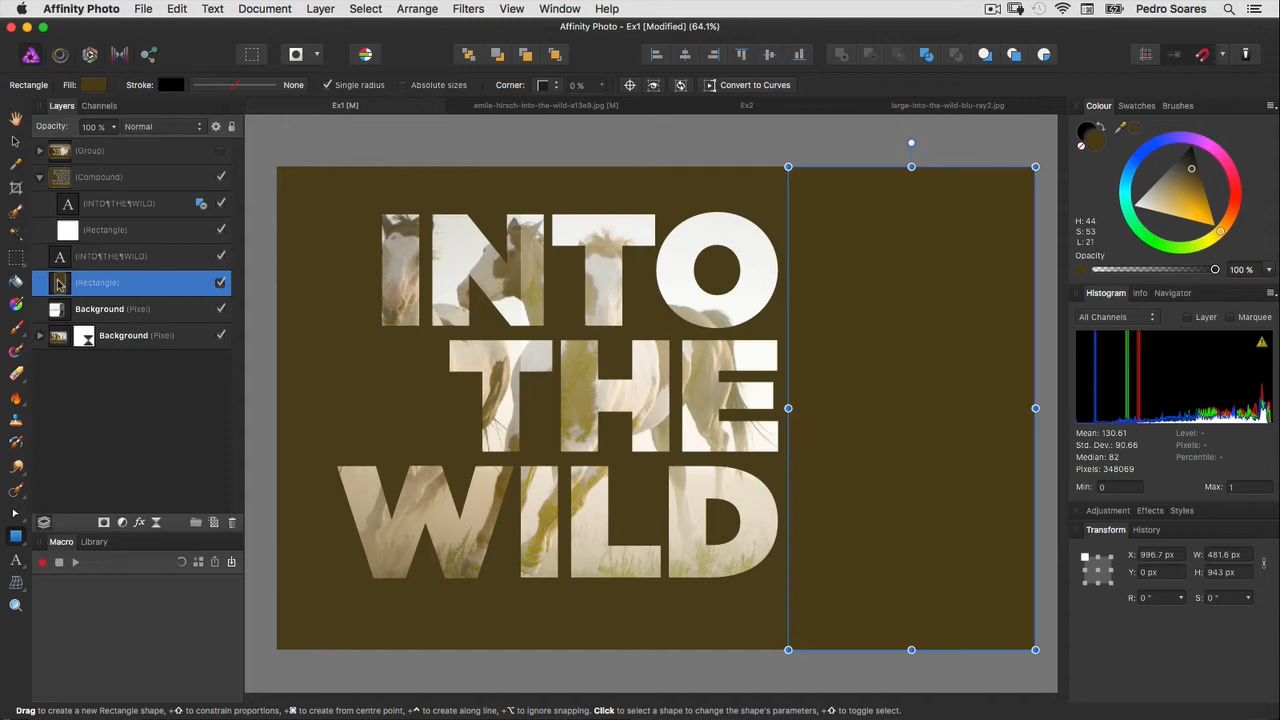 Affinity Photo File Edit Text Document Layer Select Arrange Filters View Window Help Pedro Soares
Affinity Photo - Ex1 [Modified] (64.1%)
Rectangle Fill: Stroke: None Single radius Absolute sizes Corner: 0 % Convert to Curves
Layers Channels
Ex1 [M] emile-hirsch-into-the-wild-a13e9.jpg [M] Ex2 large-into-the-wild-blu-ray2.jpg
Colour Swatches Brushes
Opacity: 100 % Normal
(Group)
(Compound)
A (INTO¶THE¶WILD)
(Rectangle)
A (INTO¶THE¶WILD)
(Rectangle)
Background (Pixel)
Background (Pixel)
INTO
THE
WILD
H: 44
S: 53
L: 21
Opacity
100 %
Histogram Info Navigator
All Channels Layer Marquee
Mean: 130.61 Level: -
Std. Dev.: 90.66 Pixels: -
Median: 82 Percentile: -
Pixels: 348069
Min: 0 Max: 1
Adjustment Effects Styles
Transform History
X: 996.7 px W: 481.6 px
Y: 0 px H: 943 px
R: 0 ° S: 0 °
fx
Macro Library
A
Drag to create a new Rectangle shape, +⇧ to constrain proportions, +⌘ to create from centre point, +⌃ to create along line, +⌥ to ignore snapping. Click to select a shape to change the shape's parameters, +⇧ to toggle select.